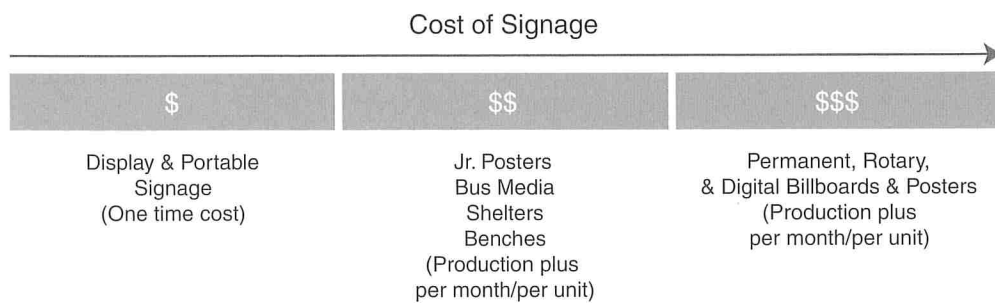 Cost of Signage
$
$$
$$$
Display & Portable
Signage
(One time cost)
Jr. Posters
Bus Media
Shelters
Benches
(Production plus
per month/per unit)
Permanent, Rotary,
& Digital Billboards & Posters
(Production plus
per month/per unit)